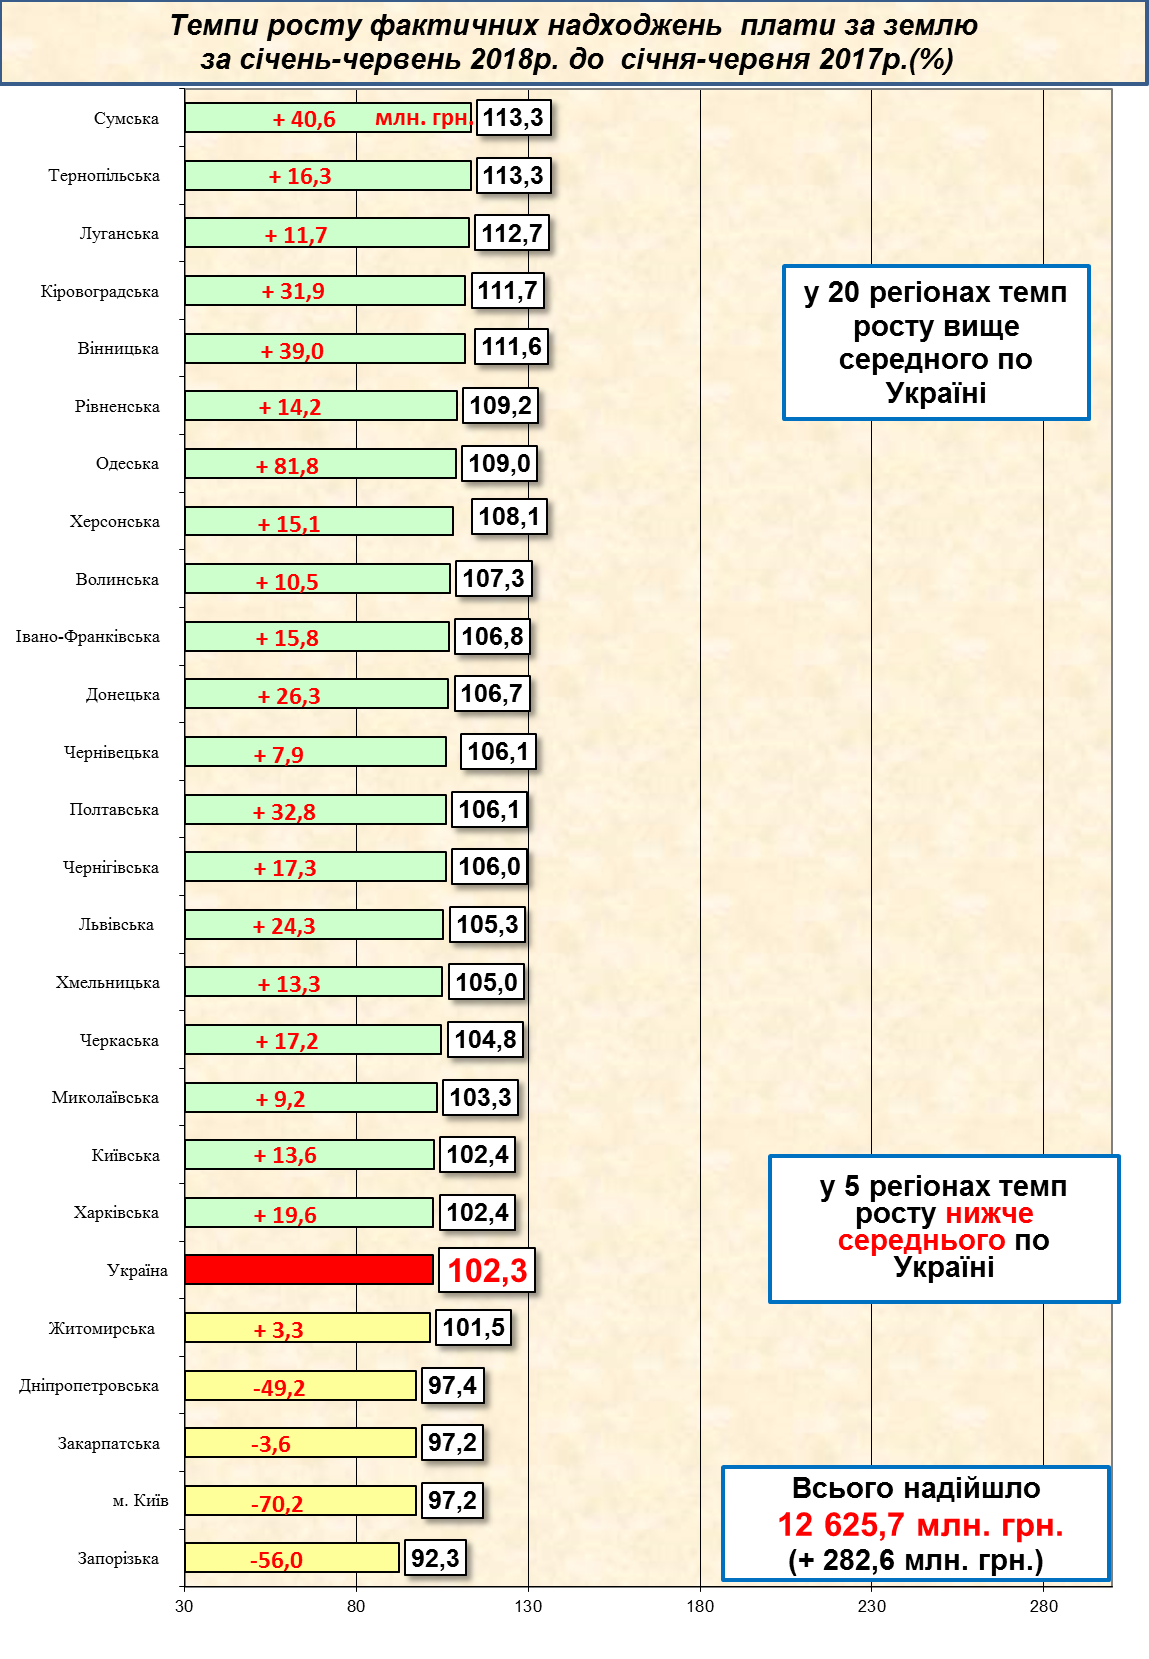 Темпи росту фактичних надходжень плати за землю
за січень-червень 2018р. до січня-червня 2017р.(%)
Сумська + 40,6 млн. грн. 113,3
Тернопільська + 16,3 113,3
Луганська + 11,7 112,7
Кіровоградська + 31,9 111,7
Вінницька + 39,0 111,6
Рівненська + 14,2 109,2
Одеська + 81,8 109,0
Херсонська + 15,1 108,1
Волинська + 10,5 107,3
Івано-Франківська + 15,8 106,8
Донецька + 26,3 106,7
Чернівецька + 7,9 106,1
Полтавська + 32,8 106,1
Чернігівська + 17,3 106,0
Львівська + 24,3 105,3
Хмельницька + 13,3 105,0
Черкаська + 17,2 104,8
Миколаївська + 9,2 103,3
Київська + 13,6 102,4
Харківська + 19,6 102,4
Україна 102,3
Житомирська + 3,3 101,5
Дніпропетровська -49,2 97,4
Закарпатська -3,6 97,2
м. Київ -70,2 97,2
Запорізька -56,0 92,3
30 80 130 180 230 280
у 20 регіонах темп
росту вище
середного по
Україні
у 5 регіонах темп
росту нижче
середнього по
Україні
Всього надійшло
12 625,7 млн. грн.
(+ 282,6 млн. грн.)